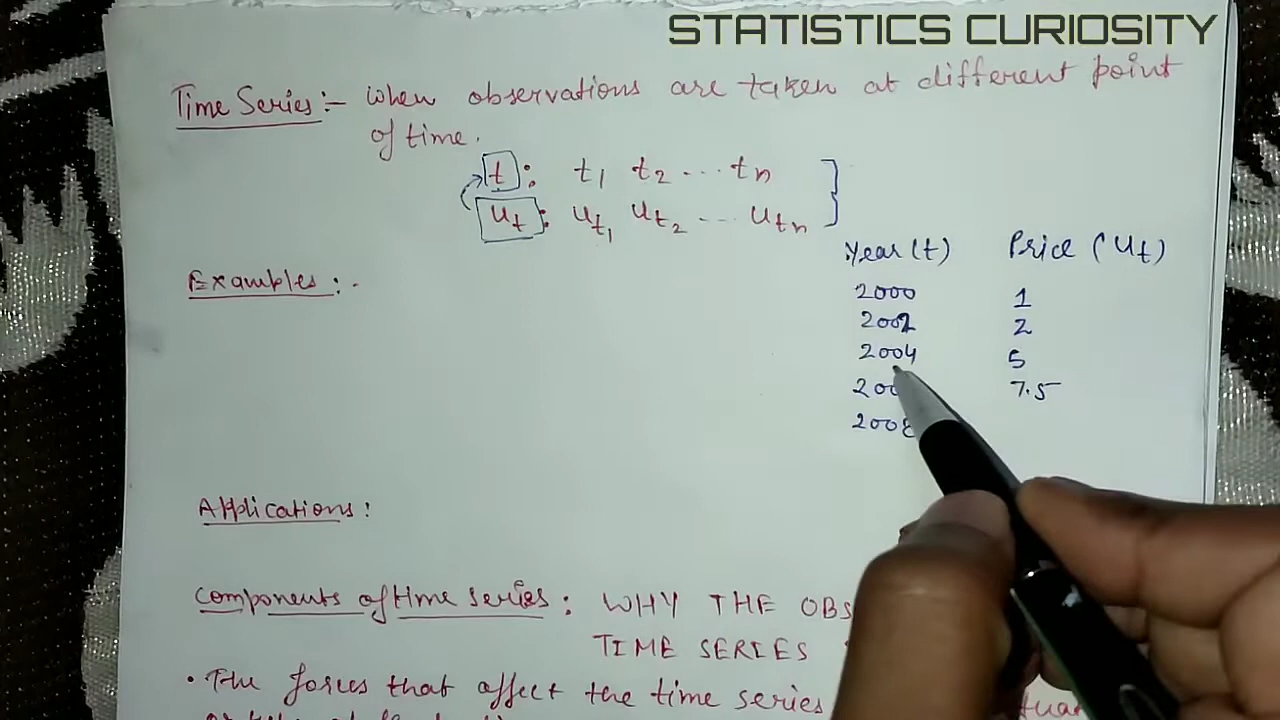 STATISTICS CURIOSITY
Time Series:- When observations are taken at different point
of time.
t : t1 t2 ... tn
ut : ut1 ut2 ... utn
Year (t) Price (Ut)
2000 1
2002 2
2004 5
7.5
2008
Examples :-
Applications :
Components of time series : WHY THE
TIME SERIES
• The forces that affect the time series